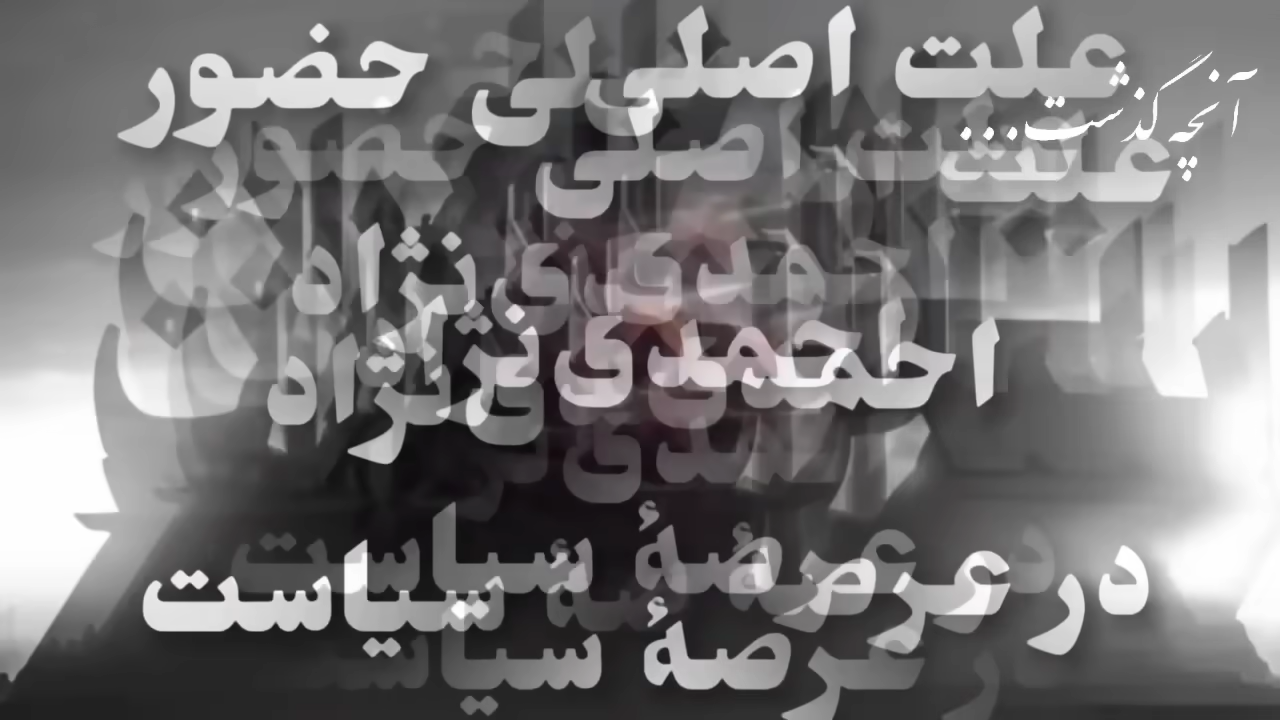 آنچه گذشت...
علت اصلی حضور
احمدی‌نژاد
در عرصهٔ سیاست